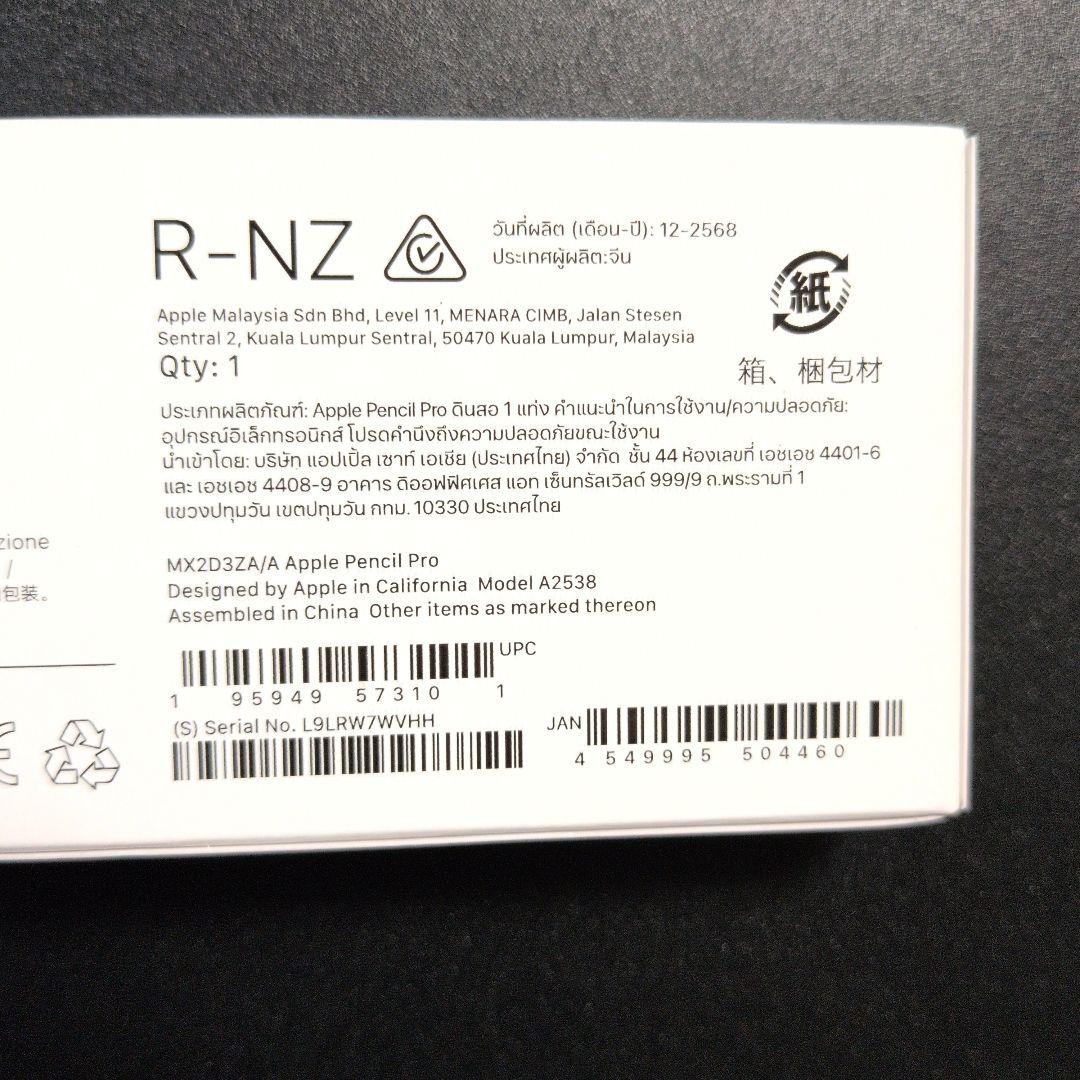 R-NZ
วันที่ผลิต (เดือน-ปี): 12-2568
ประเทศผู้ผลิต:จีน
紙
Apple Malaysia Sdn Bhd, Level 11, MENARA CIMB, Jalan Stesen
Sentral 2, Kuala Lumpur Sentral, 50470 Kuala Lumpur, Malaysia
Qty: 1
箱、梱包材
ประเภทผลิตภัณฑ์: Apple Pencil Pro ดินสอ 1 แท่ง คำแนะนำในการใช้งาน/ความปลอดภัย:
อุปกรณ์อิเล็กทรอนิกส์ โปรดคำนึงถึงความปลอดภัยขณะใช้งาน
นำเข้าโดย: บริษัท แอปเปิ้ล เซาท์ เอเชีย (ประเทศไทย) จำกัด ชั้น 44 ห้องเลขที่ เอชเอช 4401-6
และ เอชเอช 4408-9 อาคาร ดิออฟฟิศเศส แอท เซ็นทรัลเวิลด์ 999/9 ถ.พระรามที่ 1
แขวงปทุมวัน เขตปทุมวัน กทม. 10330 ประเทศไทย
zione
/
包装。
MX2D3ZA/A Apple Pencil Pro
Designed by Apple in California Model A2538
Assembled in China Other items as marked thereon
UPC
1 95949 57310 1
(S) Serial No. L9LRW7WVHH
JAN
4 549995 504460